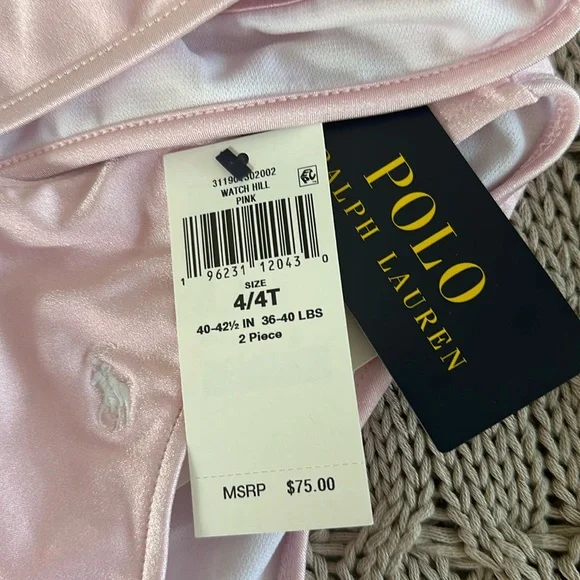 311904302002
WATCH HILL
PINK
1 96231 12043 0
SIZE
4/4T
40-42½ IN 36-40 LBS
2 Piece
MSRP $75.00
POLO
RALPH LAUREN